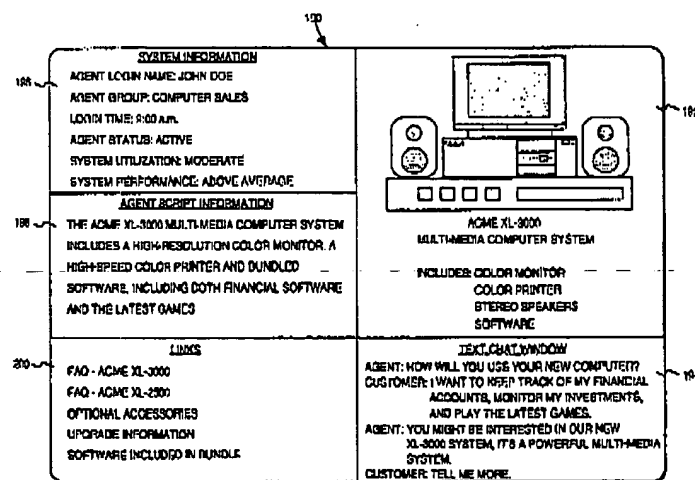 SYSTEM INFORMATION
AGENT LOGIN NAME: JOHN DOE
AGENT GROUP: COMPUTER SALES
LOGIN TIME: 9:00 a.m.
AGENT STATUS: ACTIVE
SYSTEM UTILIZATION: MODERATE
SYSTEM PERFORMANCE: ABOVE AVERAGE
AGENT SCRIPT INFORMATION
THE ACME XL-3000 MULTI-MEDIA COMPUTER SYSTEM
INCLUDES A HIGH-RESOLUTION COLOR MONITOR, A
HIGH-SPEED COLOR PRINTER AND BUNDLED
SOFTWARE, INCLUDING BOTH FINANCIAL SOFTWARE
AND THE LATEST GAMES
200
LINKS
FAQ - ACME XL-3000
FAQ - ACME XL-2500
OPTIONAL ACCESSORIES
UPGRADE INFORMATION
SOFTWARE INCLUDED IN BUNDLE
ACME XL-3000
MULTI-MEDIA COMPUTER SYSTEM
INCLUDES: COLOR MONITOR
COLOR PRINTER
STEREO SPEAKERS
SOFTWARE
TEXT CHAT WINDOW
AGENT: HOW WILL YOU USE YOUR NEW COMPUTER?
CUSTOMER: I WANT TO KEEP TRACK OF MY FINANCIAL
ACCOUNTS, MONITOR MY INVESTMENTS,
AND PLAY THE LATEST GAMES.
AGENT: YOU MIGHT BE INTERESTED IN OUR NEW
XL-3000 SYSTEM, IT'S A POWERFUL MULTI-MEDIA
SYSTEM.
CUSTOMER: TELL ME MORE.